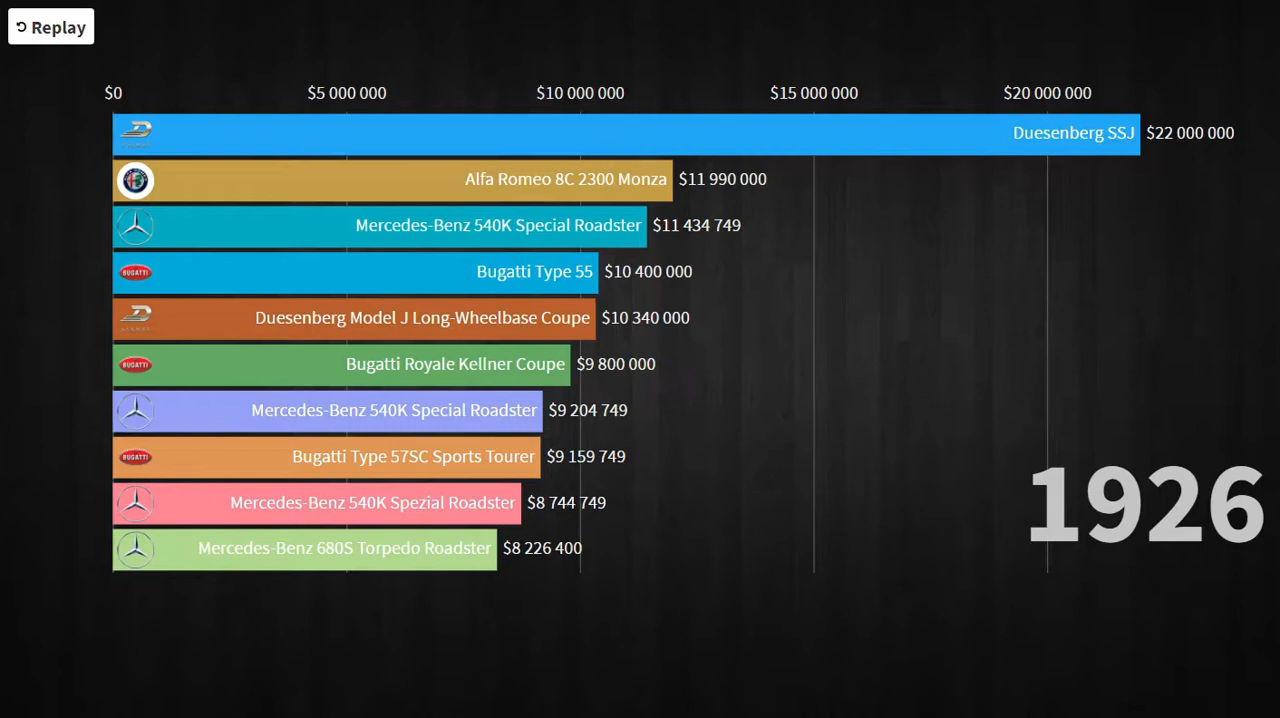 Replay
$0 $5 000 000 $10 000 000 $15 000 000 $20 000 000
Duesenberg SSJ $22 000 000
Alfa Romeo 8C 2300 Monza $11 990 000
Mercedes-Benz 540K Special Roadster $11 434 749
BUGATTI Bugatti Type 55 $10 400 000
Duesenberg Model J Long-Wheelbase Coupe $10 340 000
BUGATTI Bugatti Royale Kellner Coupe $9 800 000
Mercedes-Benz 540K Special Roadster $9 204 749
BUGATTI Bugatti Type 57SC Sports Tourer $9 159 749
Mercedes-Benz 540K Spezial Roadster $8 744 749
Mercedes-Benz 680S Torpedo Roadster $8 226 400
1926